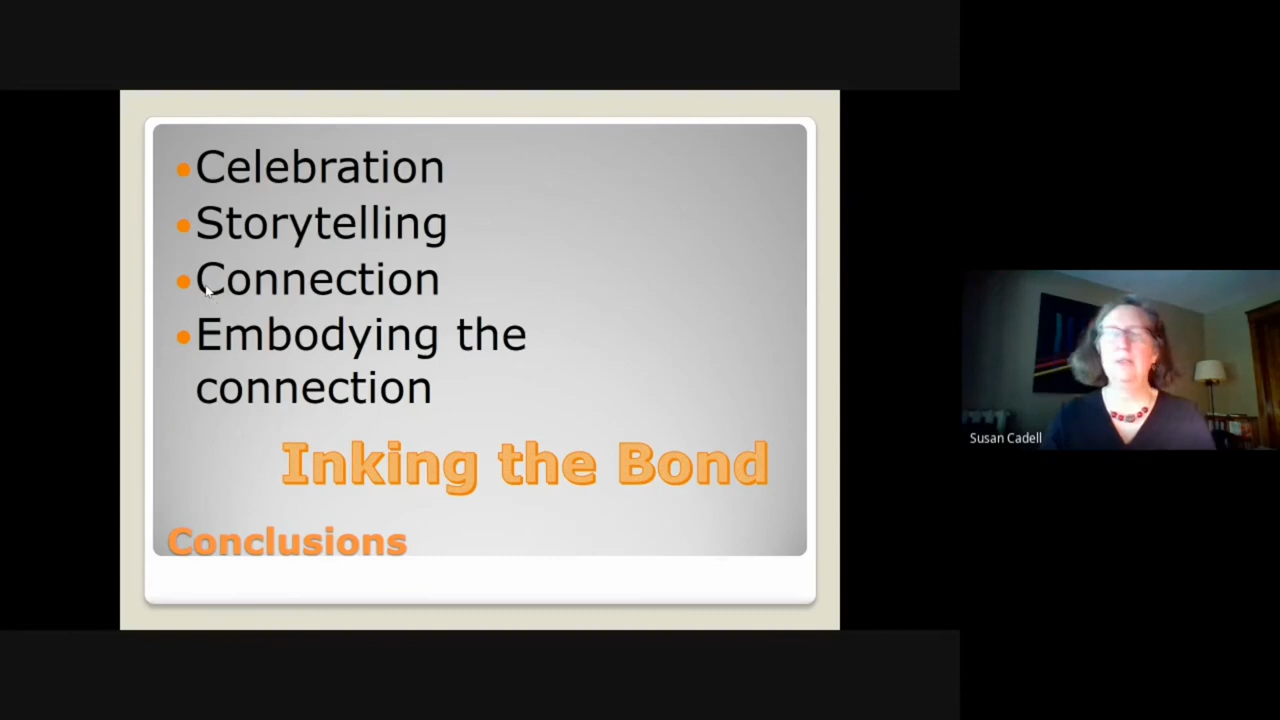 Celebration
Storytelling
Connection
Embodying the
connection
Inking the Bond
Conclusions
Susan Cadell